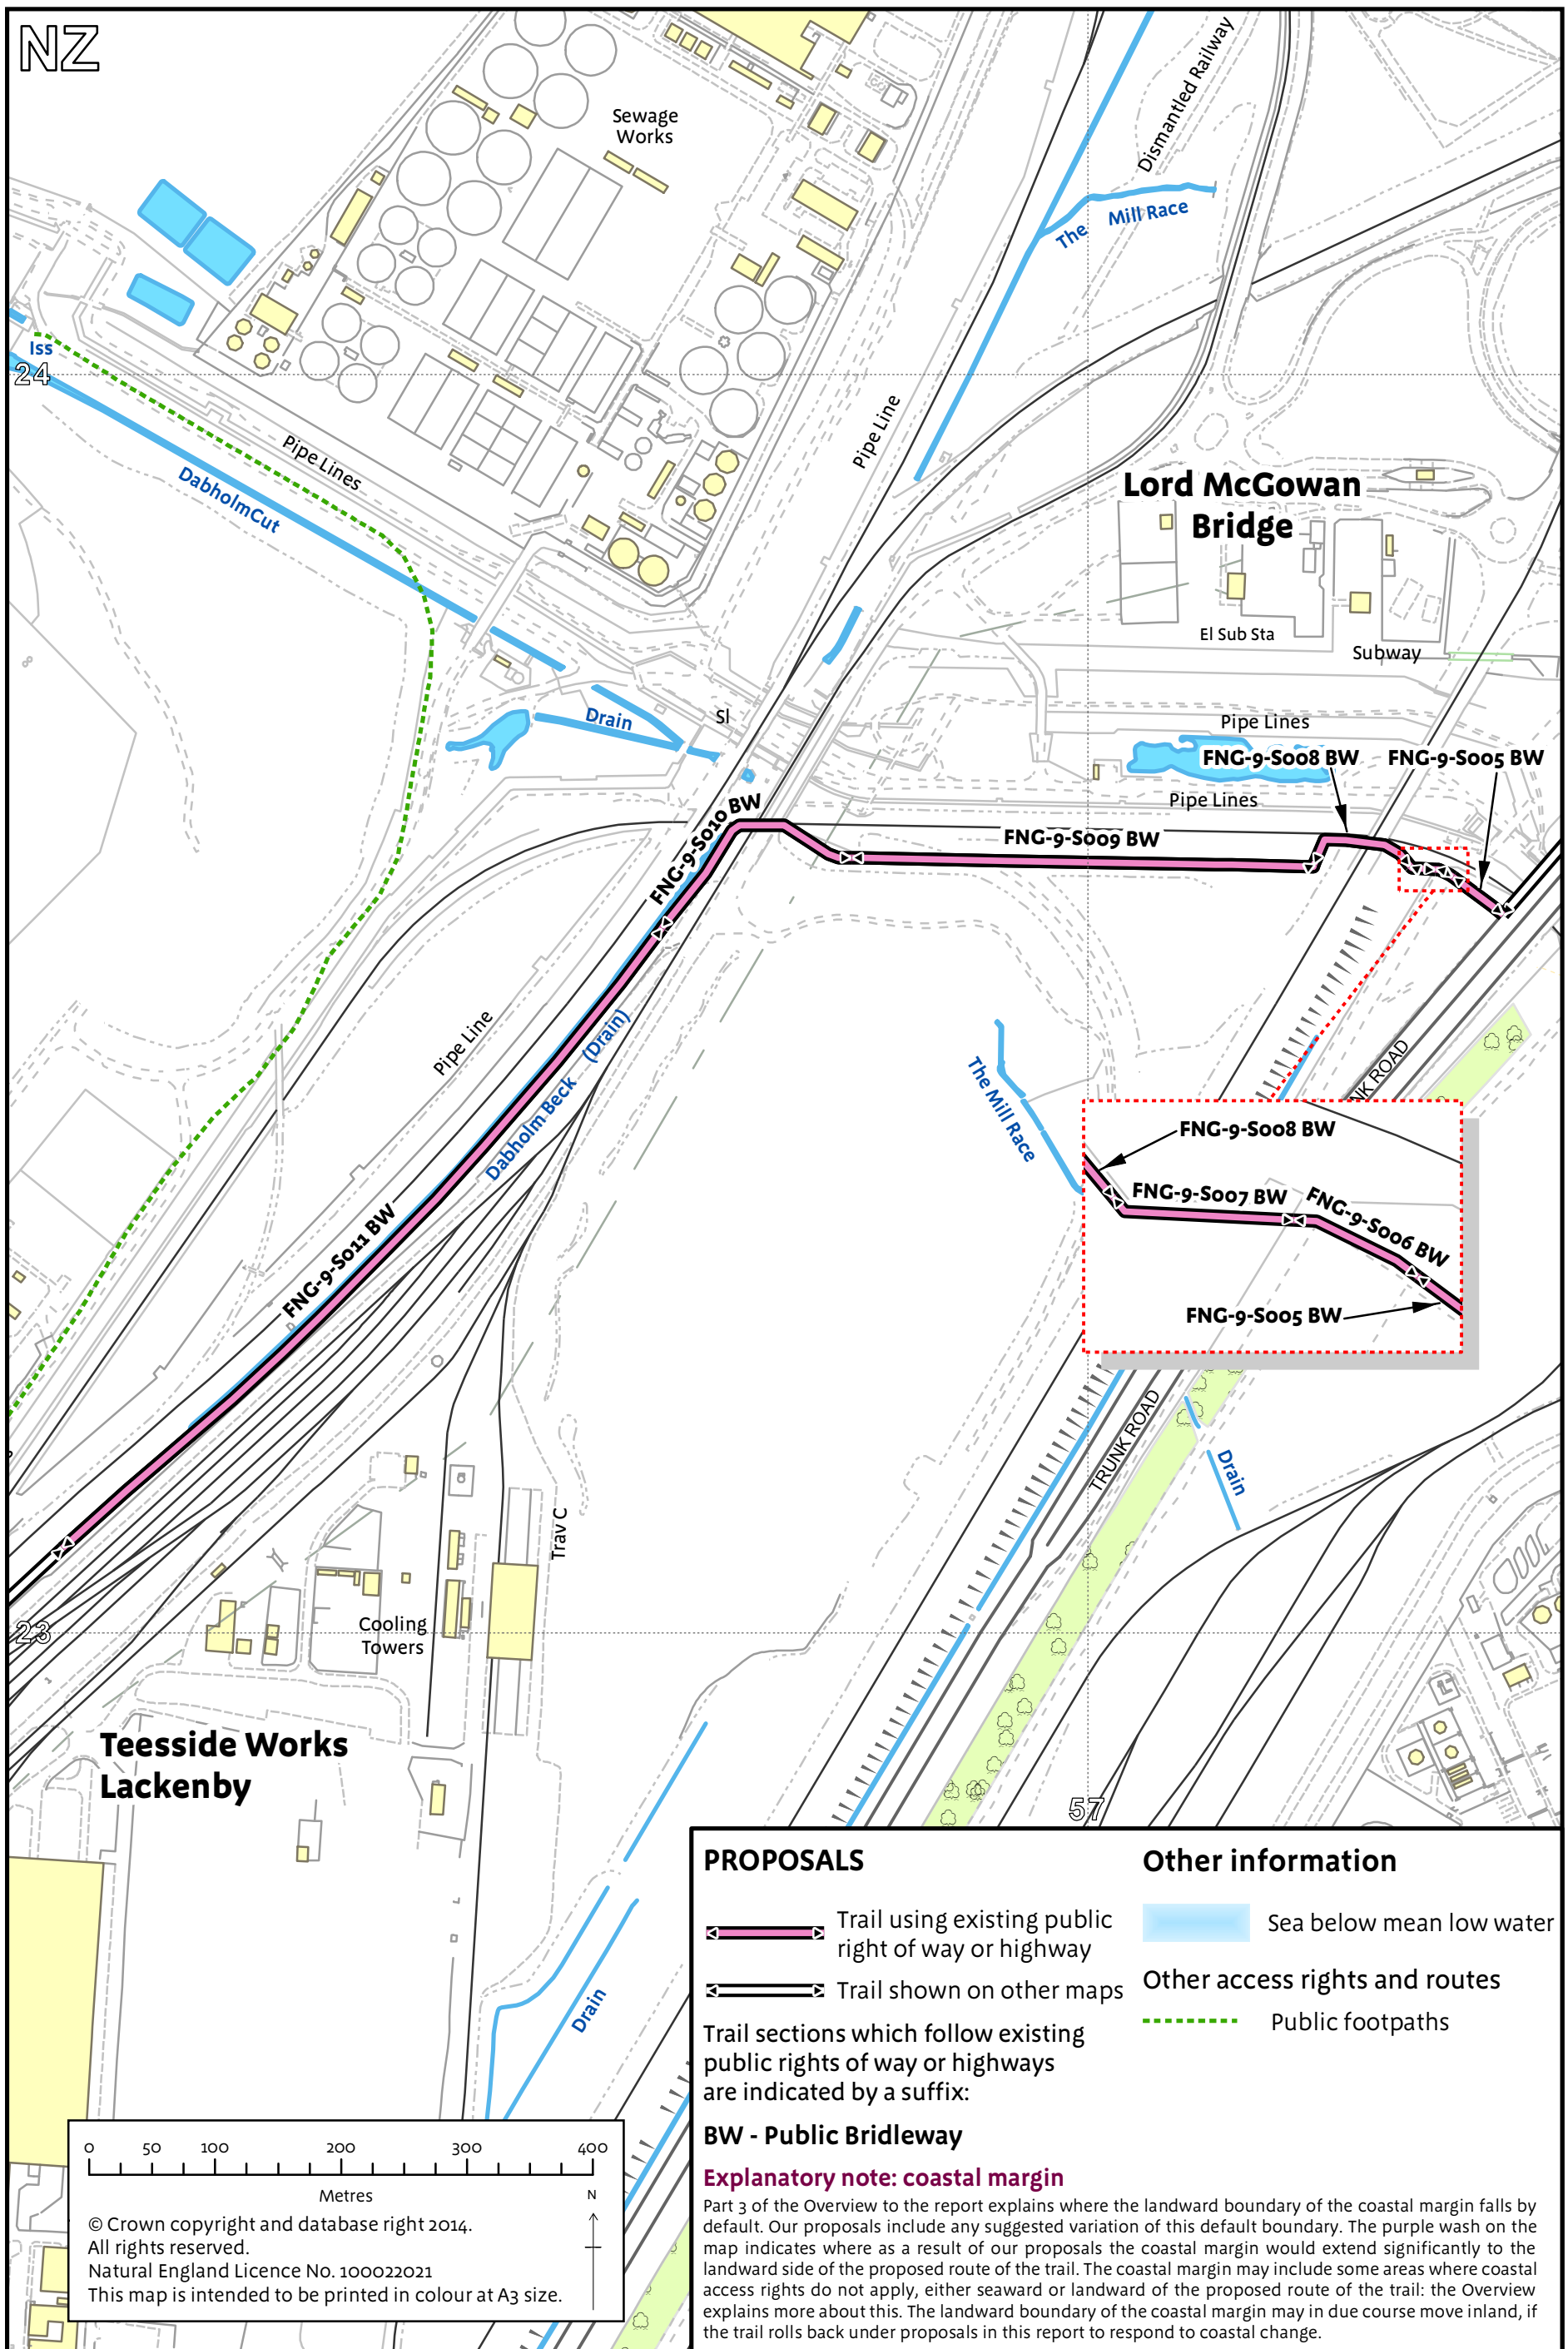 NZ
Sewage
Works
Dismantled Railway
The Mill Race
Iss
24
Pipe Lines
DabholmCut
Pipe Line
Lord McGowan
Bridge
El Sub Sta
Subway
Drain
Sl
Pipe Lines
FNG-9-S008 BW
FNG-9-S005 BW
Pipe Lines
FNG-9-S010 BW
FNG-9-S009 BW
Pipe Line
Dabholm Beck (Drain)
The Mill Race
NK ROAD
FNG-9-S008 BW
FNG-9-S007 BW
FNG-9-S006 BW
FNG-9-S005 BW
FNG-9-S011 BW
TRUNK ROAD
Drain
Trav C
Cooling
Towers
23
Teesside Works
Lackenby
57
Drain
PROPOSALS
Trail using existing public
right of way or highway
Trail shown on other maps
Trail sections which follow existing
public rights of way or highways
are indicated by a suffix:
BW - Public Bridleway
Other information
Sea below mean low water
Other access rights and routes
Public footpaths
Explanatory note: coastal margin
Part 3 of the Overview to the report explains where the landward boundary of the coastal margin falls by
default. Our proposals include any suggested variation of this default boundary. The purple wash on the
map indicates where as a result of our proposals the coastal margin would extend significantly to the
landward side of the proposed route of the trail. The coastal margin may include some areas where coastal
access rights do not apply, either seaward or landward of the proposed route of the trail: the Overview
explains more about this. The landward boundary of the coastal margin may in due course move inland, if
the trail rolls back under proposals in this report to respond to coastal change.
0 50 100 200 300 400
Metres
N
© Crown copyright and database right 2014.
All rights reserved.
Natural England Licence No. 100022021
This map is intended to be printed in colour at A3 size.